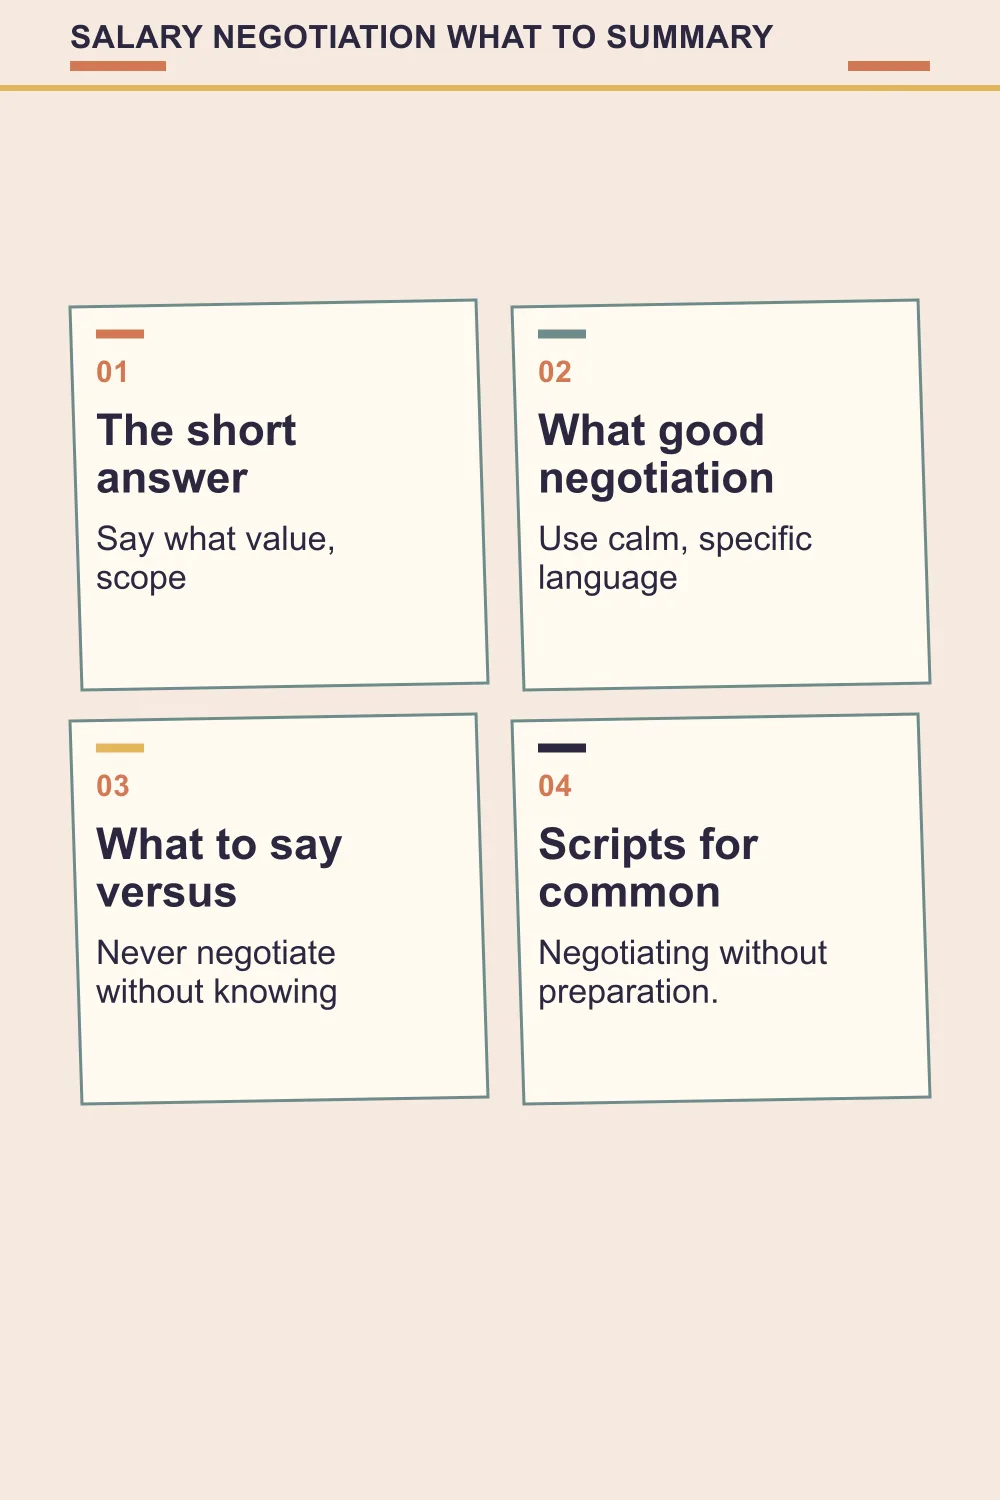 SALARY NEGOTIATION WHAT TO SUMMARY
01
The short
answer
Say what value,
scope
02
What good
negotiation
Use calm, specific
language
03
What to say
versus
Never negotiate
without knowing
04
Scripts for
common
Negotiating without
preparation.